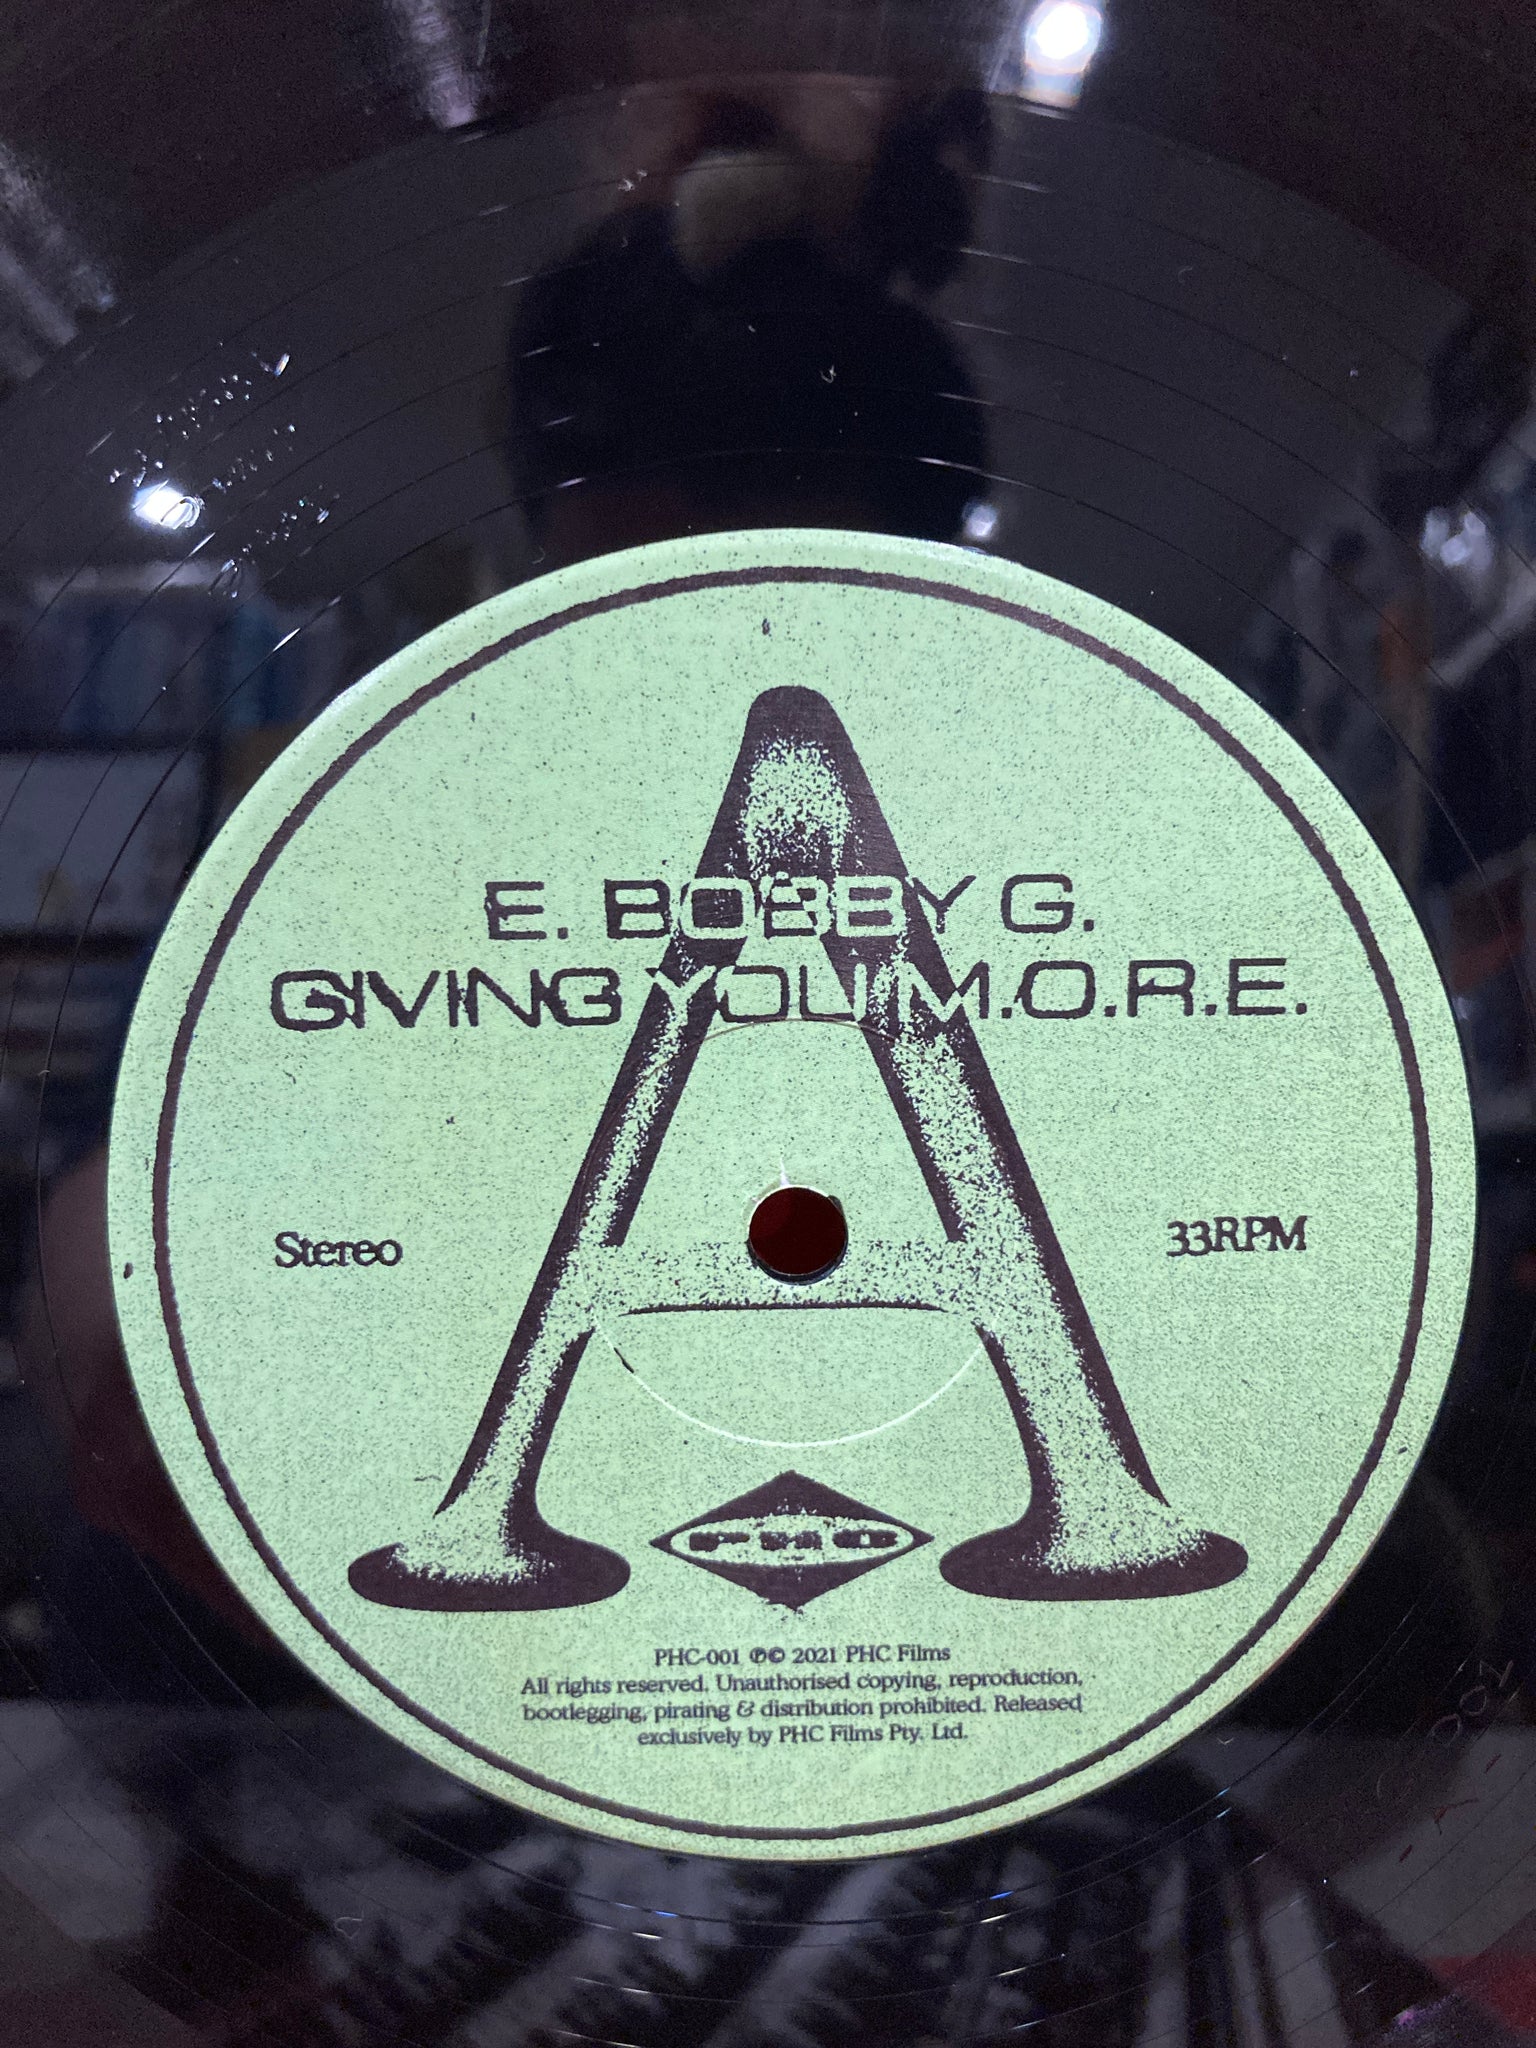 E. BOBBY G.
GIVING YOU M.O.R.E.
Stereo
33RPM
PHC
PHC-001 ℗© 2021 PHC Films
All rights reserved. Unauthorised copying, reproduction,
bootlegging, pirating & distribution prohibited. Released
exclusively by PHC Films Pty. Ltd.
A